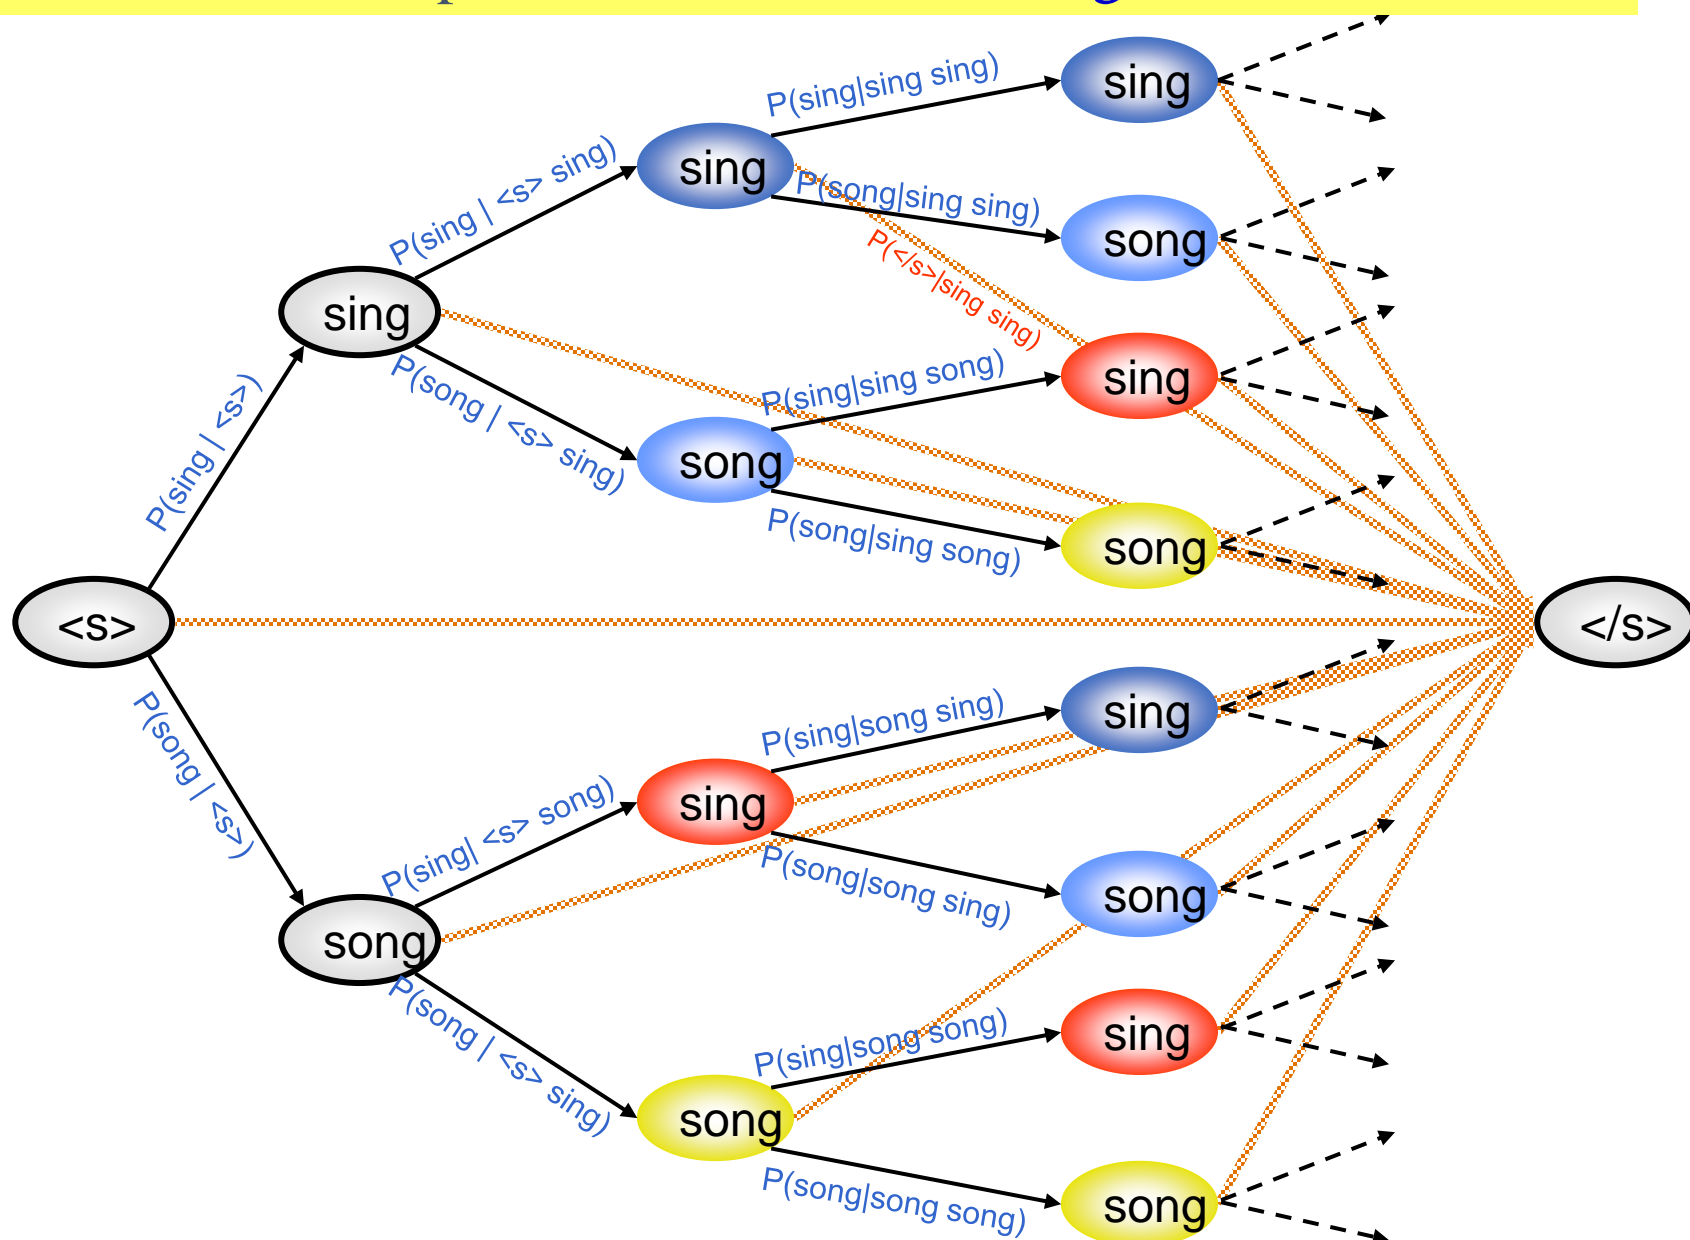 P(sing|sing sing)
sing
P(sing | <s> sing)
sing
P(song|sing sing)
song
P(</s>|sing sing)
sing
P(sing | <s>)
P(song | <s> sing)
P(sing|sing song)
sing
song
P(song|sing song)
song
<s>
</s>
P(song | <s>)
P(sing|song sing)
sing
P(sing| <s> song)
sing
P(song|song sing)
song
song
P(song | <s> sing)
P(sing|song song)
sing
song
P(song|song song)
song